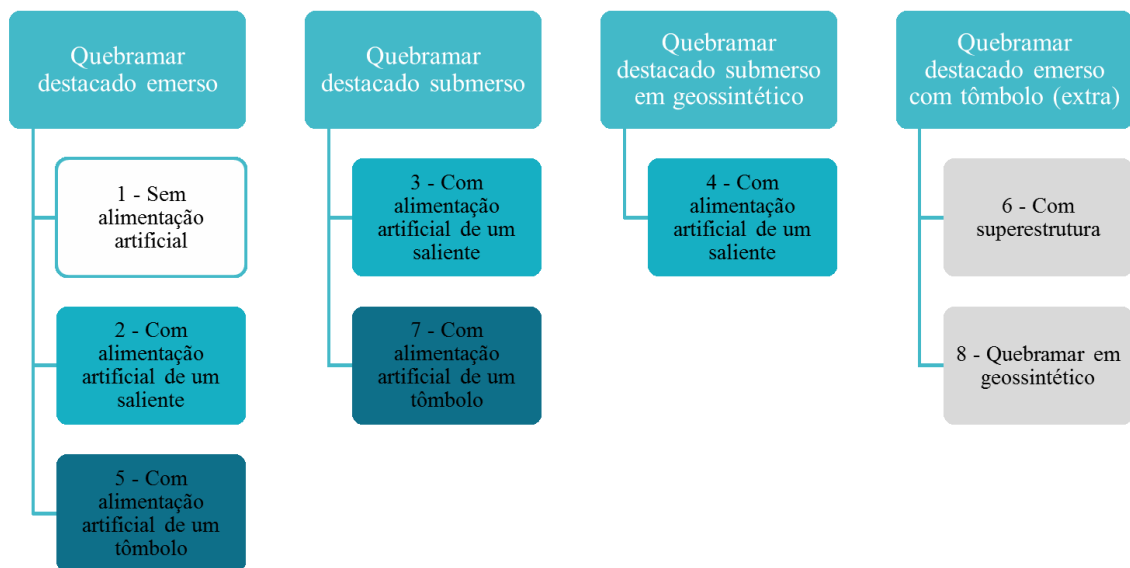 Quebramar
destacado emerso
1 - Sem
alimentação
artificial
2 - Com
alimentação
artificial de um
saliente
5 - Com
alimentação
artificial de um
tômbolo
Quebramar
destacado submerso
3 - Com
alimentação
artificial de um
saliente
7 - Com
alimentação
artificial de um
tômbolo
Quebramar
destacado submerso
em geossintético
4 - Com
alimentação
artificial de um
saliente
Quebramar
destacado emerso
com tômbolo (extra)
6 - Com
superestrutura
8 - Quebramar em
geossintético